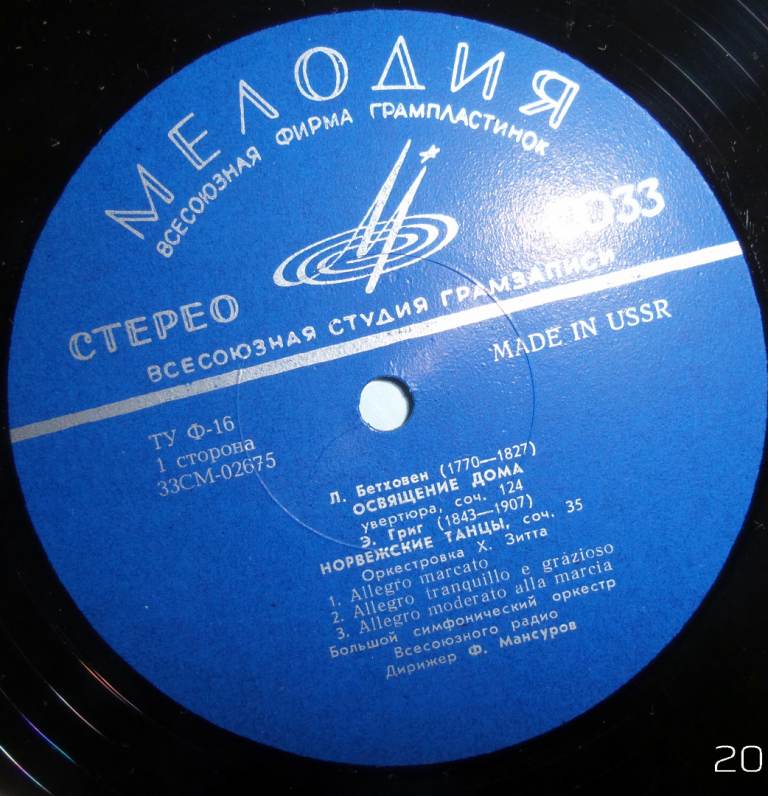 МЕЛОДИЯ
ВСЕСОЮЗНАЯ ФИРМА ГРАМПЛАСТИНОК
33
СТЕРЕО
ВСЕСОЮЗНАЯ СТУДИЯ ГРАМЗАПИСИ
MADE IN USSR
ТУ Ф-16
1 сторона
33СМ-02675
Л. Бетховен (1770—1827)
ОСВЯЩЕНИЕ ДОМА
увертюра, соч. 124
Э. Григ (1843—1907)
НОРВЕЖСКИЕ ТАНЦЫ, соч. 35
Оркестровка Х. Зитта
1. Allegro marcato
2. Allegro tranquillo e gràzioso
3. Allegro moderato alla marcia
Большой симфонический оркестр
Всесоюзного радио
Дирижер Ф. Мансуров
20